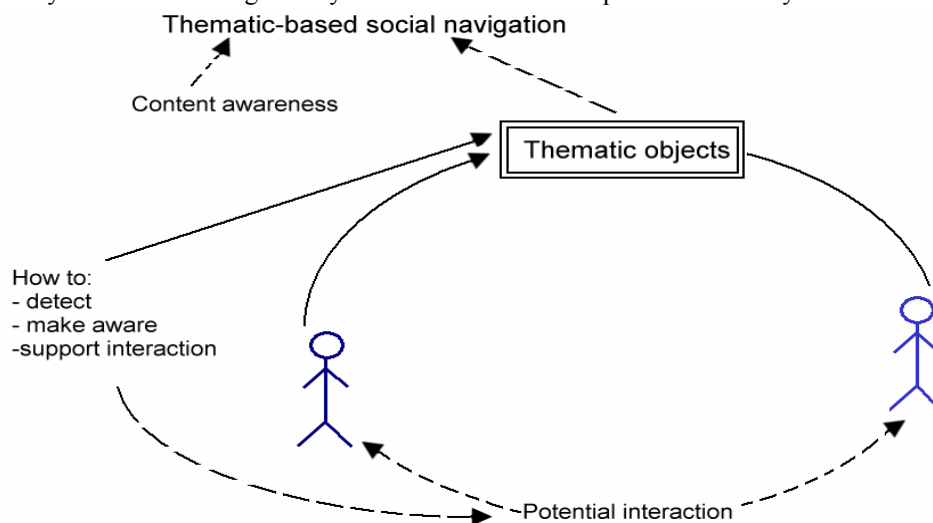 Thematic-based social navigation
Content awareness
Thematic objects
How to:
- detect
- make aware
-support interaction
Potential interaction